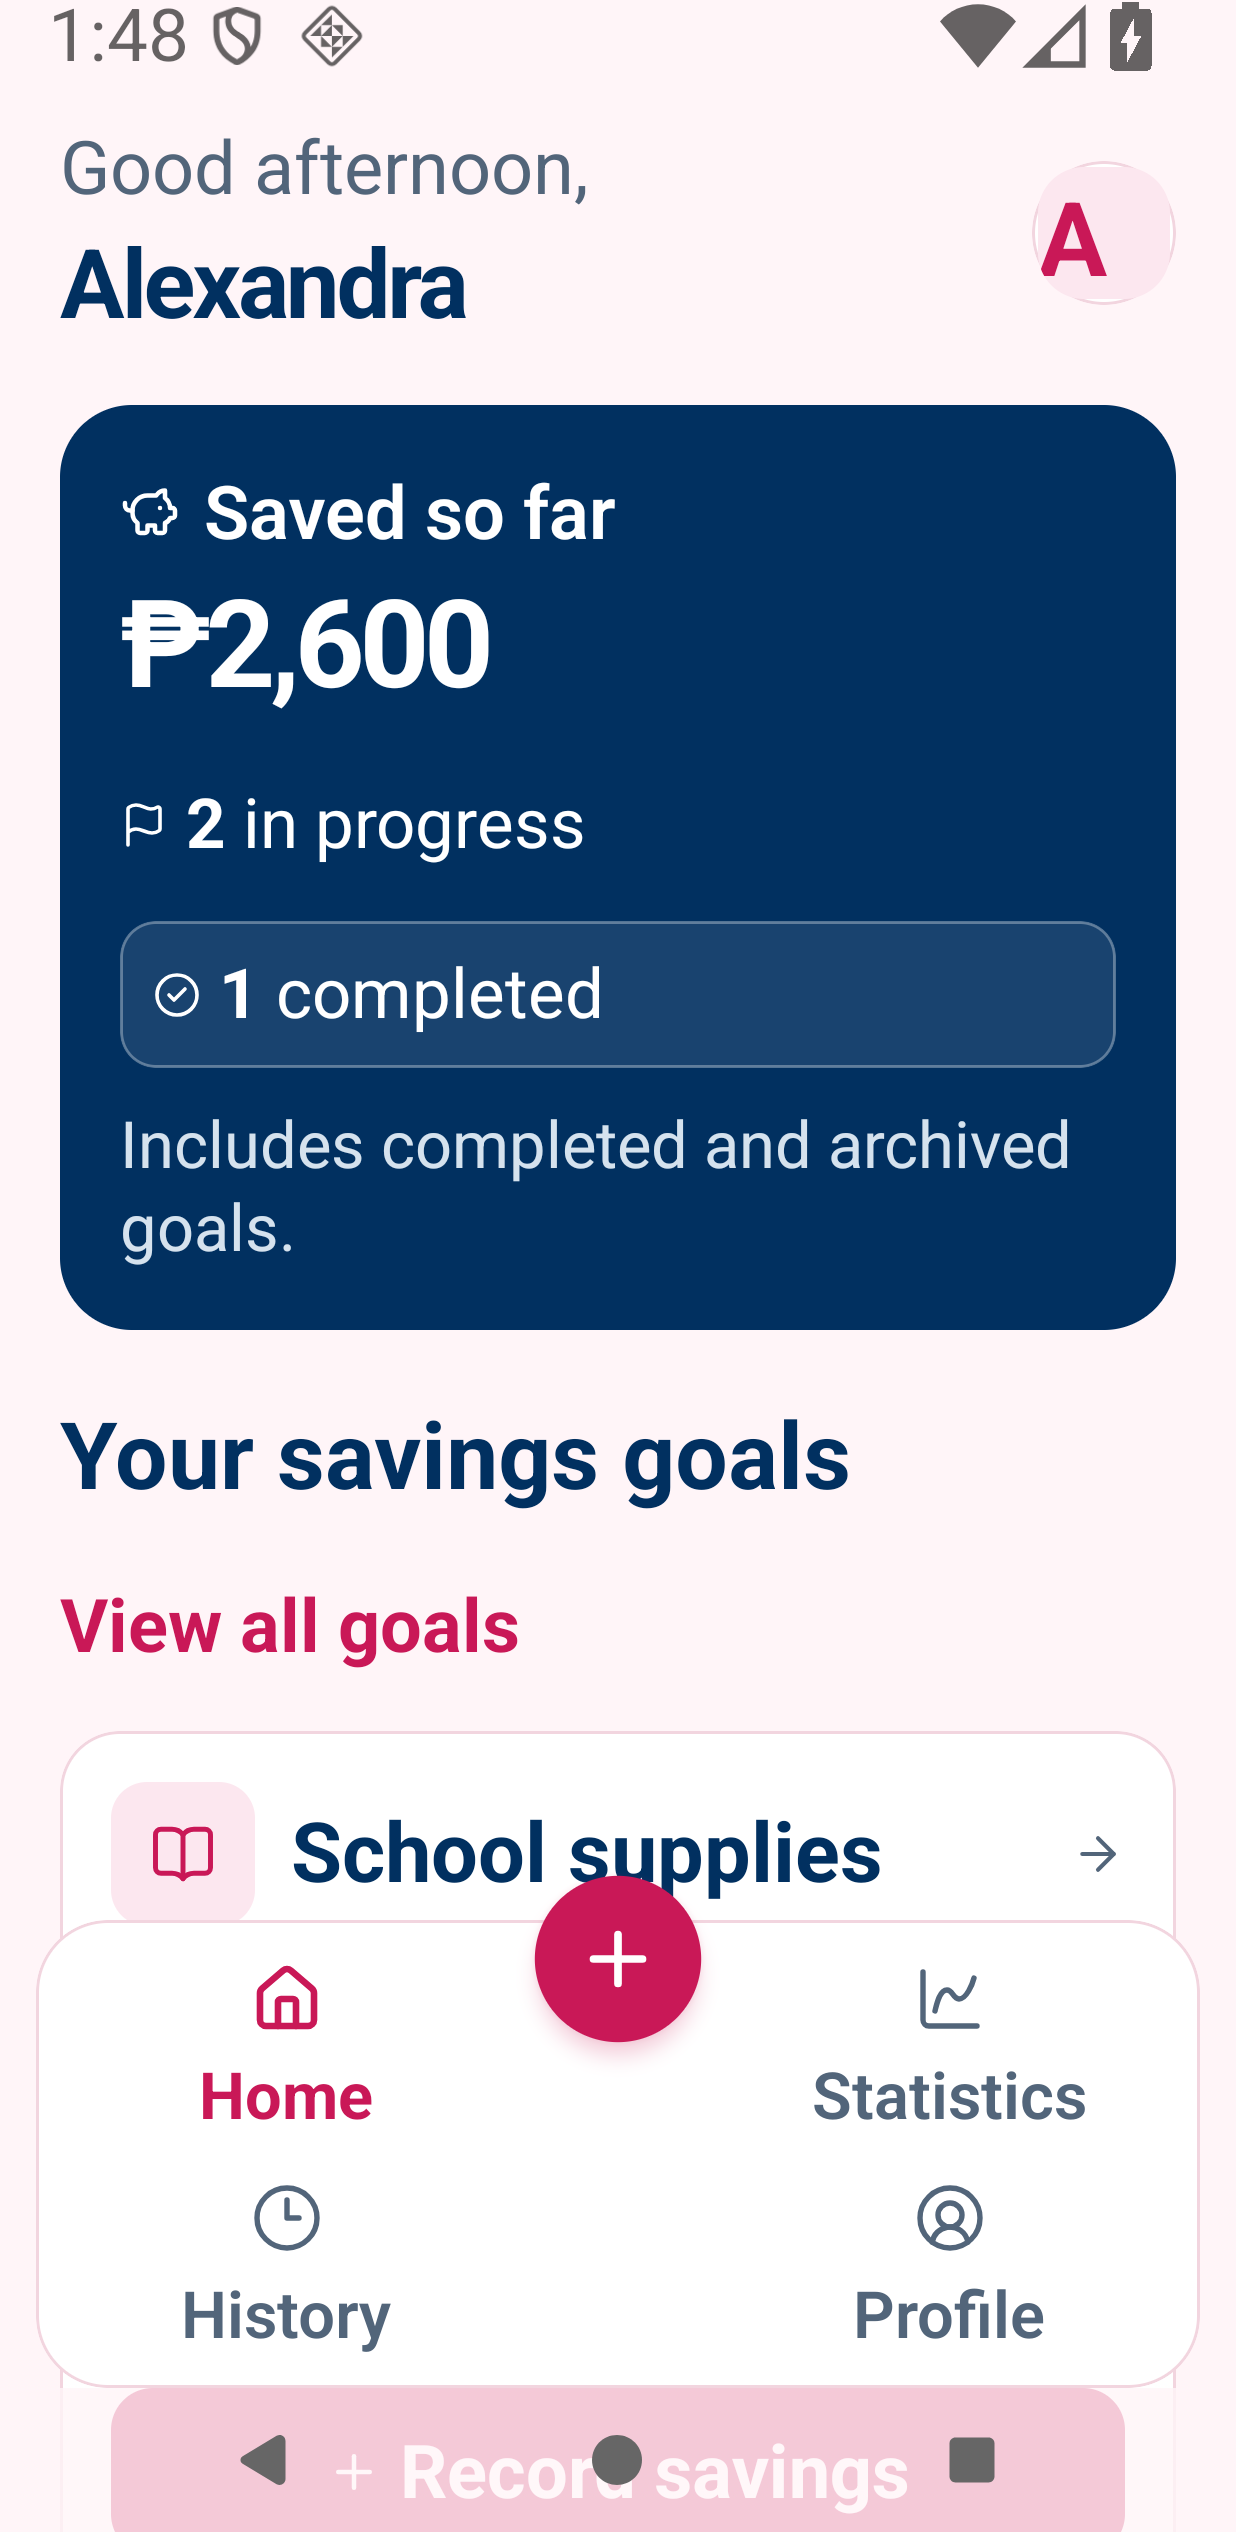 1:48
Good afternoon,
Alexandra
A
Saved so far
₱2,600
2 in progress
1 completed
Includes completed and archived
goals.
Your savings goals
View all goals
School supplies
Home
Statistics
History
Profile
+ Record savings